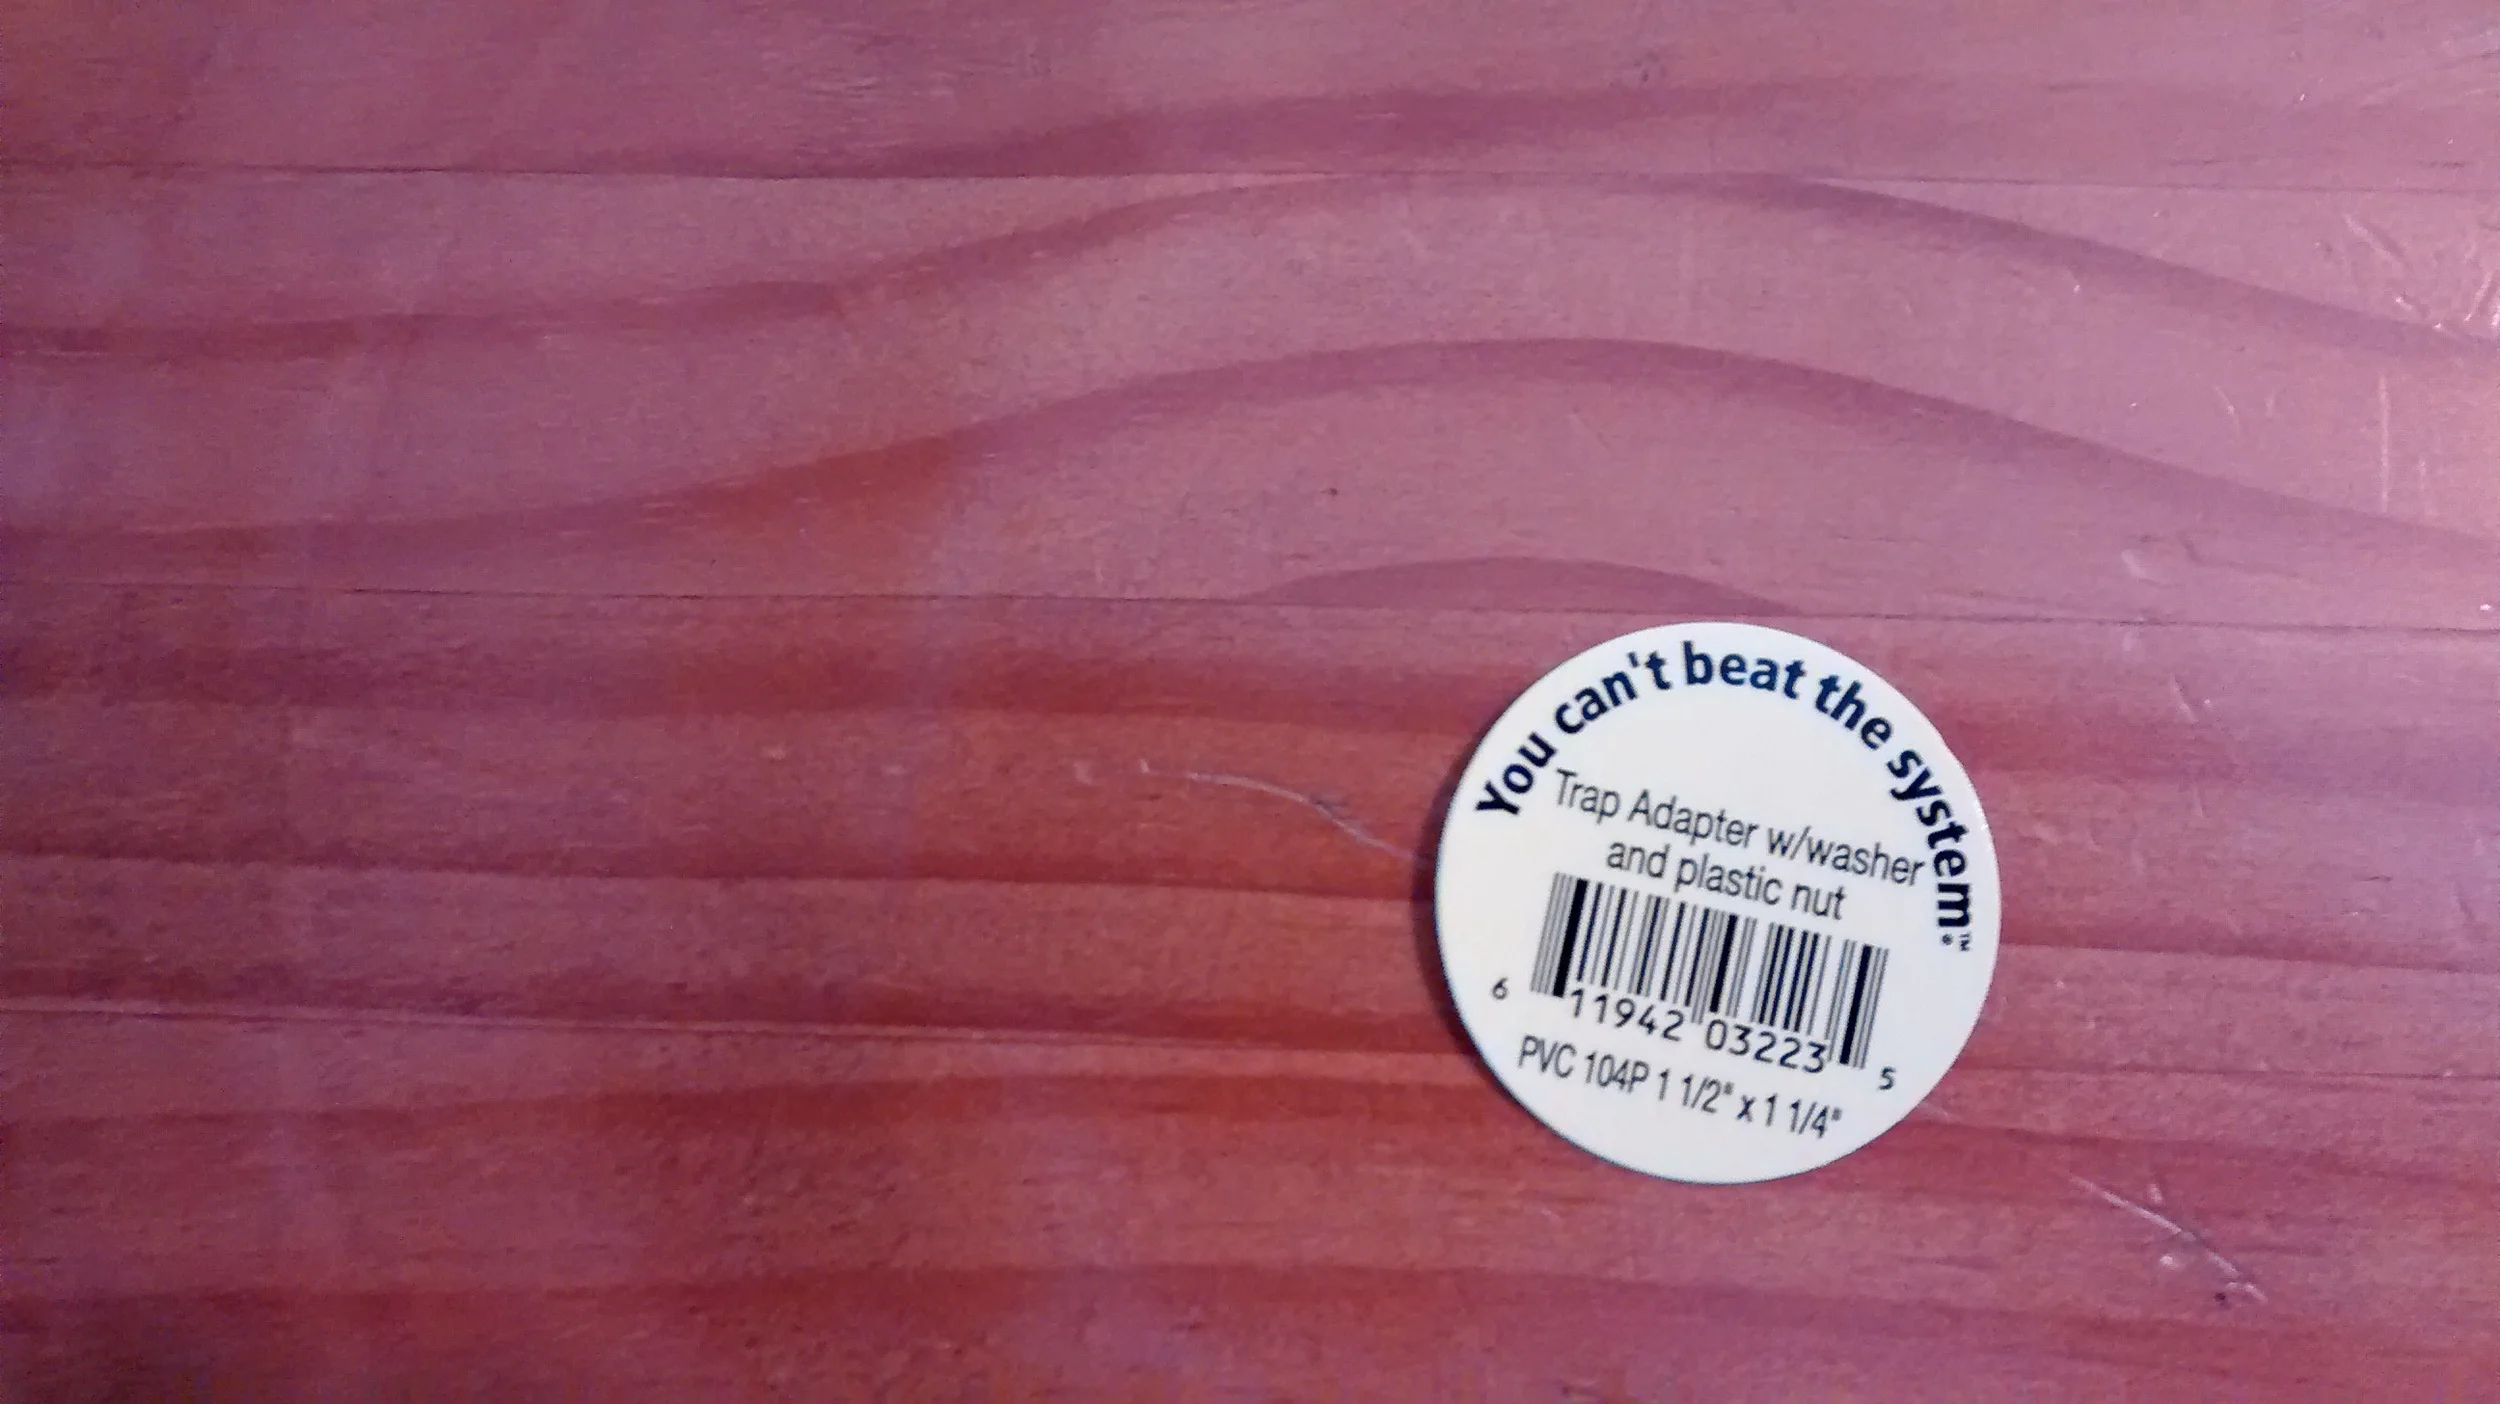 You can't beat the system.™
Trap Adapter w/washer
and plastic nut
6 11942 03223 5
PVC 104P 1 1/2" x 1 1/4"